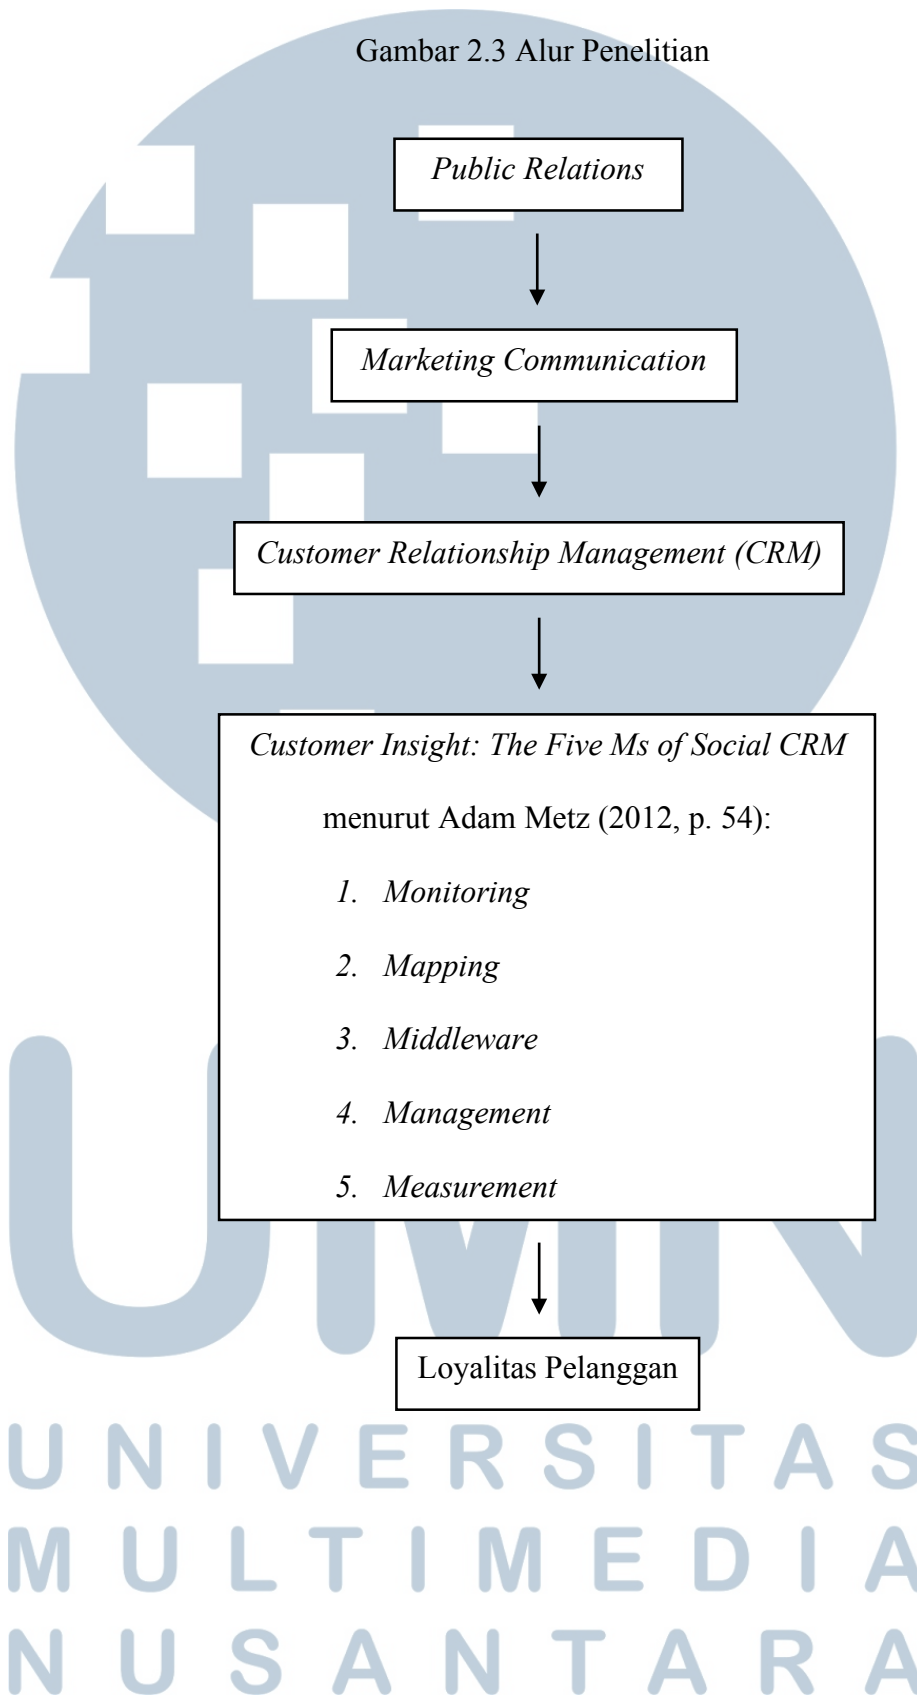 Gambar 2.3 Alur Penelitian
Public Relations
Marketing Communication
Customer Relationship Management (CRM)
Customer Insight: The Five Ms of Social CRM
menurut Adam Metz (2012, p. 54):
1. Monitoring
2. Mapping
3. Middleware
4. Management
5. Measurement
Loyalitas Pelanggan
UMN
UNIVERSITAS
MULTIMEDIA
NUSANTARA